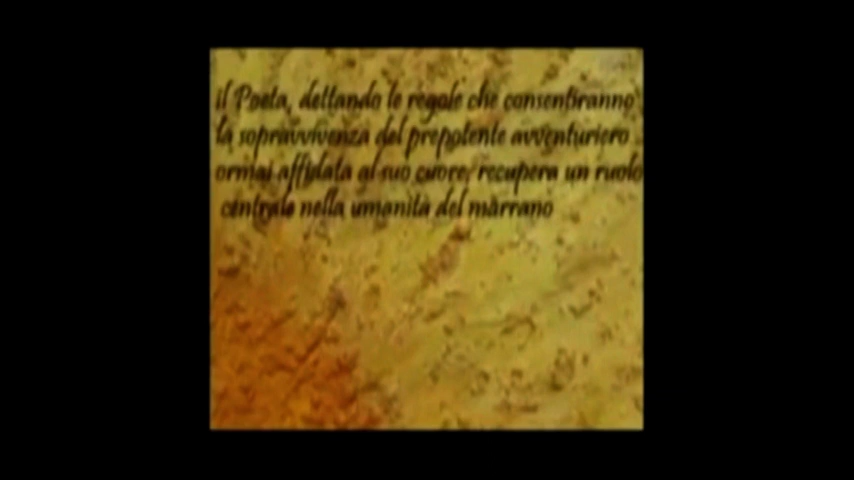 il Poeta, dettando le regole che consentiranno
la sopravvivenza del prepotente avventuriero
ormai affidata al suo cuore, recupera un ruolo
centrale nella umanità del marrano